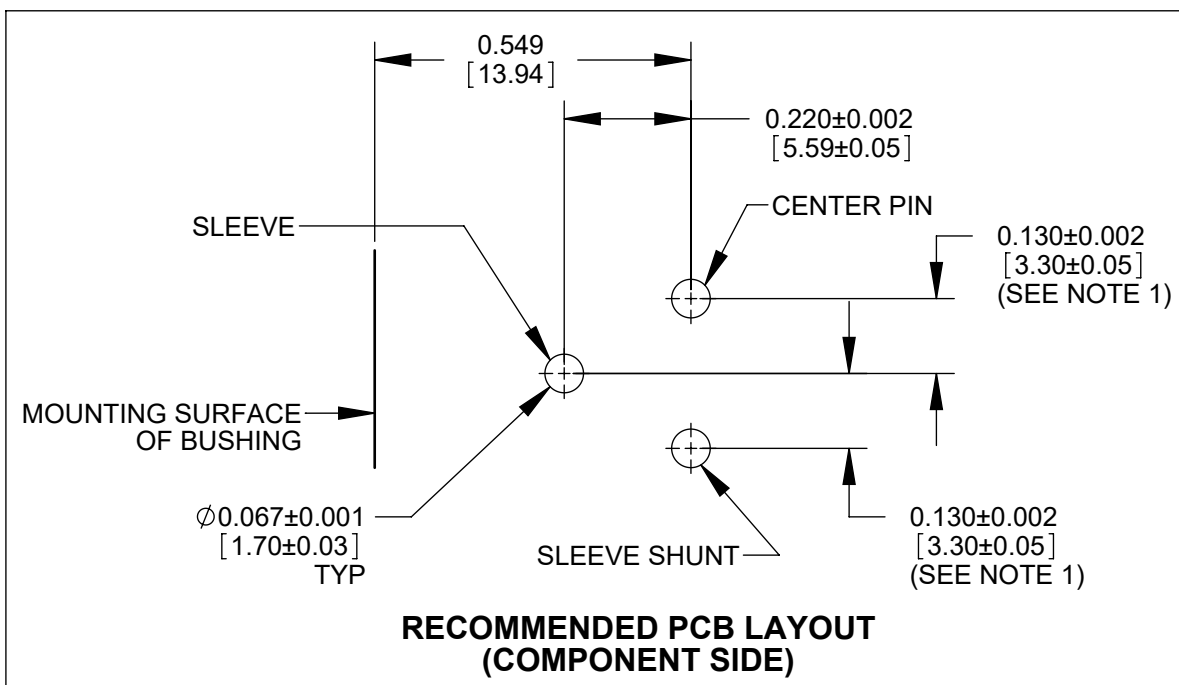 0.549
[13.94]
0.220±0.002
[5.59±0.05]
CENTER PIN
SLEEVE
0.130±0.002
[3.30±0.05]
(SEE NOTE 1)
MOUNTING SURFACE
OF BUSHING
∅0.067±0.001
[1.70±0.03]
TYP
SLEEVE SHUNT
0.130±0.002
[3.30±0.05]
(SEE NOTE 1)
RECOMMENDED PCB LAYOUT
(COMPONENT SIDE)